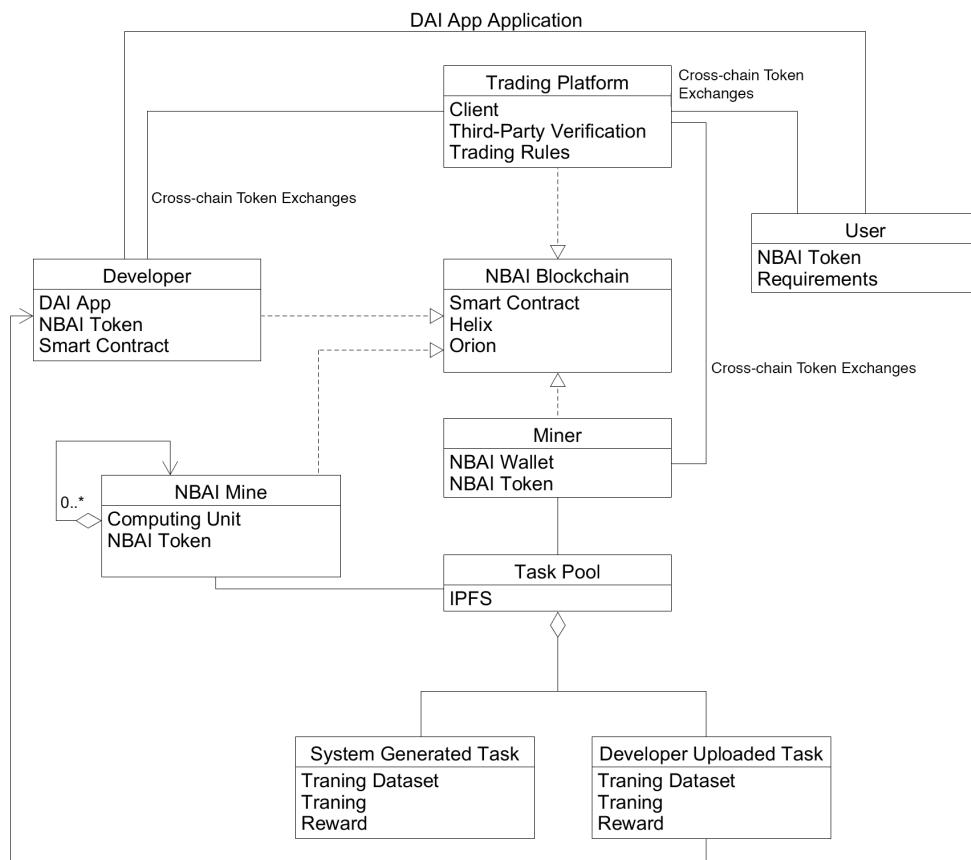 DAI App Application
Trading Platform
Client
Third-Party Verification
Trading Rules
Cross-chain Token
Exchanges
Cross-chain Token Exchanges
User
NBAI Token
Requirements
Developer
DAI App
NBAI Token
Smart Contract
NBAI Blockchain
Smart Contract
Helix
Orion
Cross-chain Token Exchanges
Miner
NBAI Wallet
NBAI Token
NBAI Mine
Computing Unit
NBAI Token
0..*
Task Pool
IPFS
System Generated Task
Traning Dataset
Traning
Reward
Developer Uploaded Task
Traning Dataset
Traning
Reward